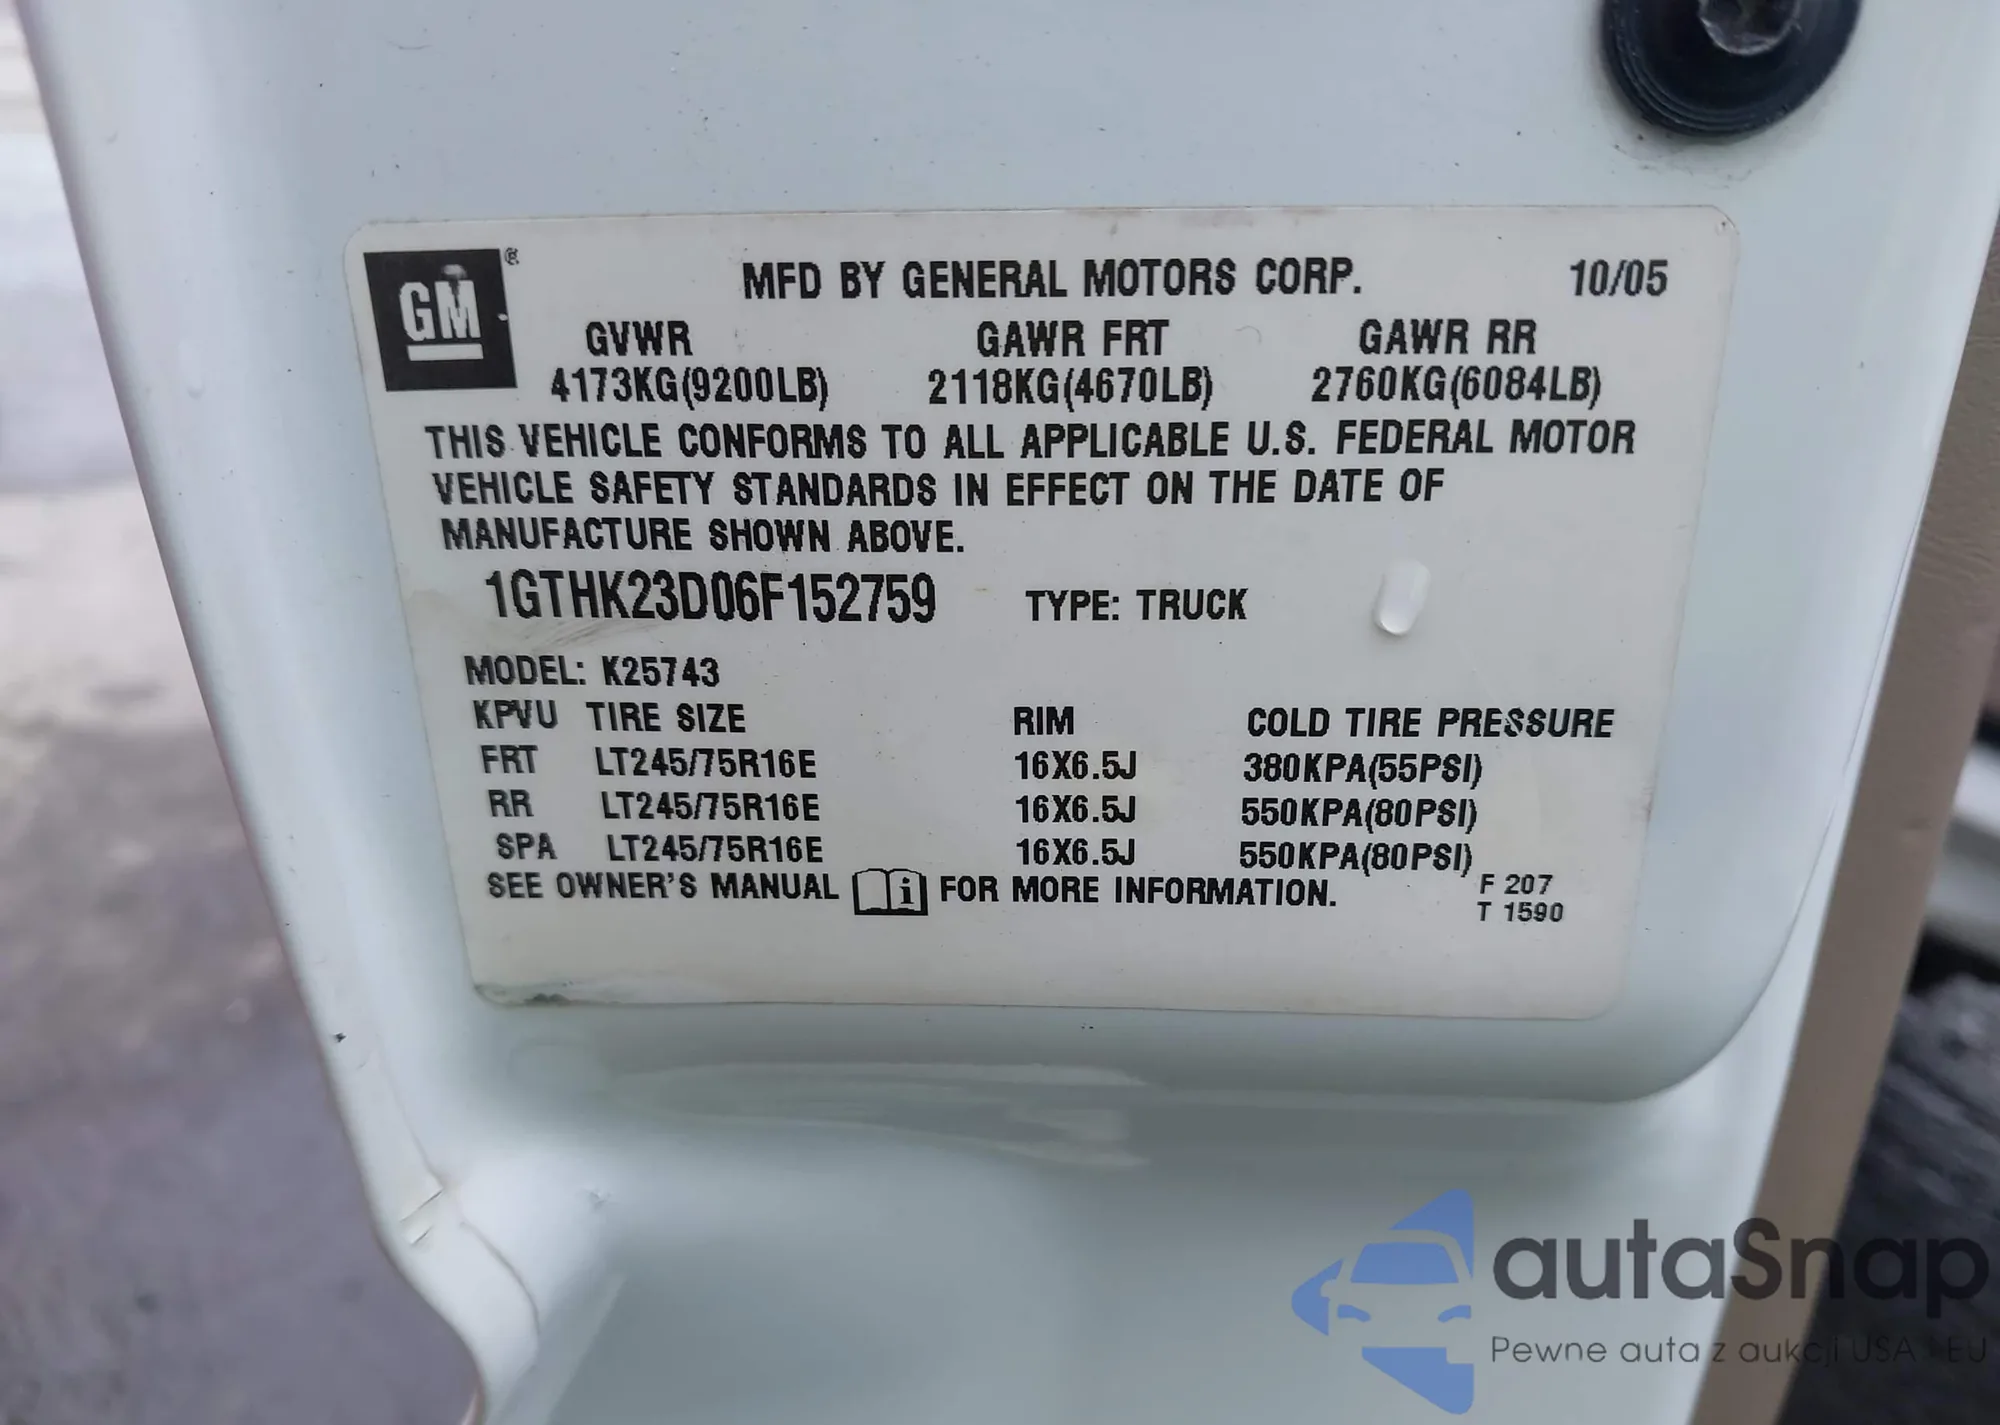 GM ®
MFD BY GENERAL MOTORS CORP. 10/05
GVWR GAWR FRT GAWR RR
4173KG(9200LB) 2118KG(4670LB) 2760KG(6084LB)
THIS VEHICLE CONFORMS TO ALL APPLICABLE U.S. FEDERAL MOTOR
VEHICLE SAFETY STANDARDS IN EFFECT ON THE DATE OF
MANUFACTURE SHOWN ABOVE.
1GTHK23D06F152759 TYPE: TRUCK
MODEL: K25743
KPVU TIRE SIZE RIM COLD TIRE PRESSURE
FRT LT245/75R16E 16X6.5J 380KPA(55PSI)
RR LT245/75R16E 16X6.5J 550KPA(80PSI)
SPA LT245/75R16E 16X6.5J 550KPA(80PSI)
SEE OWNER'S MANUAL i FOR MORE INFORMATION.
F 207
T 1590
autaSnap
Pewne auta z aukcji USA i EU